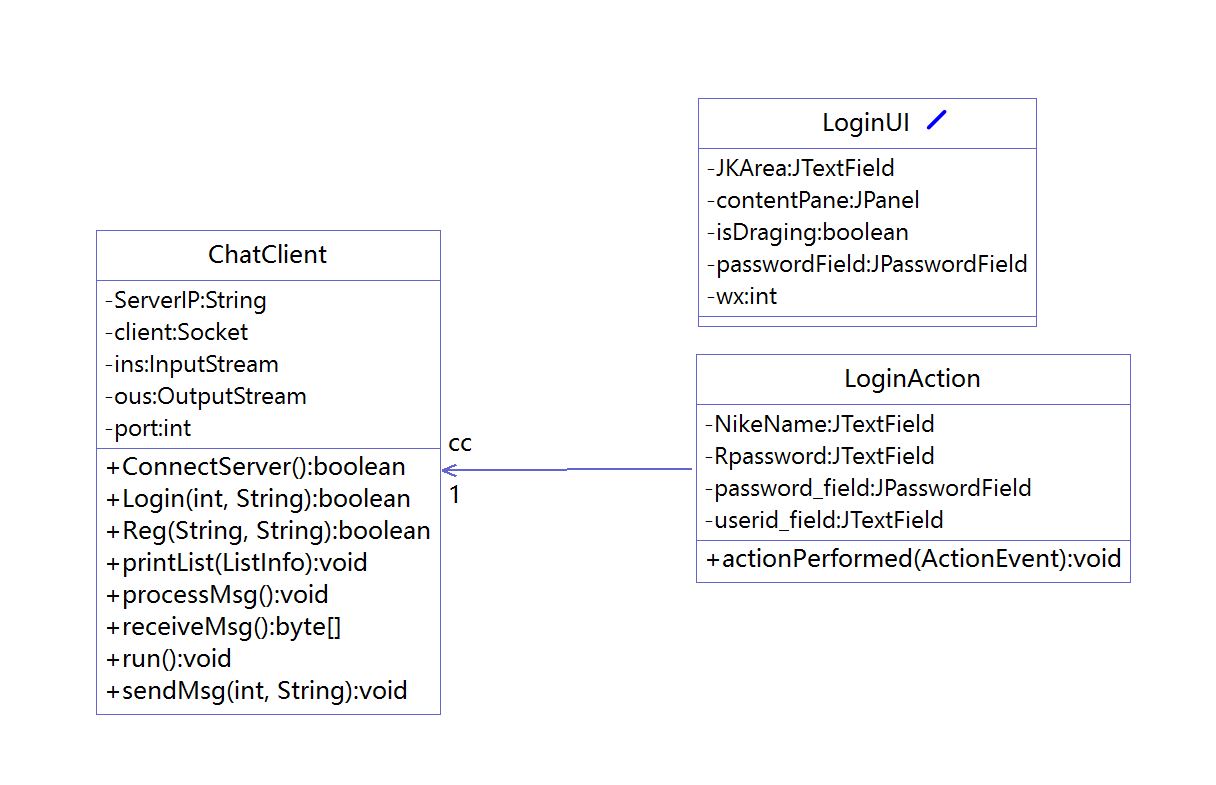 LoginUI
-JKArea:JTextField
-contentPane:JPanel
-isDraging:boolean
-passwordField:JPasswordField
-wx:int
ChatClient
-ServerIP:String
-client:Socket
-ins:InputStream
-ous:OutputStream
-port:int
+ConnectServer():boolean
+Login(int, String):boolean
+Reg(String, String):boolean
+printList(ListInfo):void
+processMsg():void
+receiveMsg():byte[]
+run():void
+sendMsg(int, String):void
cc
1
LoginAction
-NikeName:JTextField
-Rpassword:JTextField
-password_field:JPasswordField
-userid_field:JTextField
+actionPerformed(ActionEvent):void